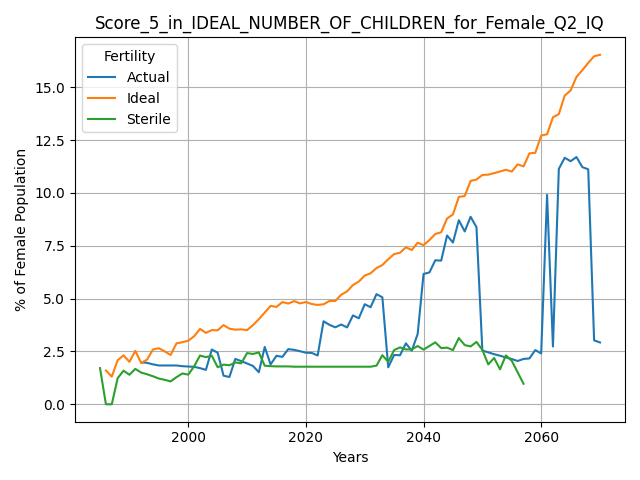 Score_5_in_IDEAL_NUMBER_OF_CHILDREN_for_Female_Q2_IQ
Fertility
Actual
Ideal
Sterile
% of Female Population
15.0
12.5
10.0
7.5
5.0
2.5
0.0
2000
2020
2040
2060
Years